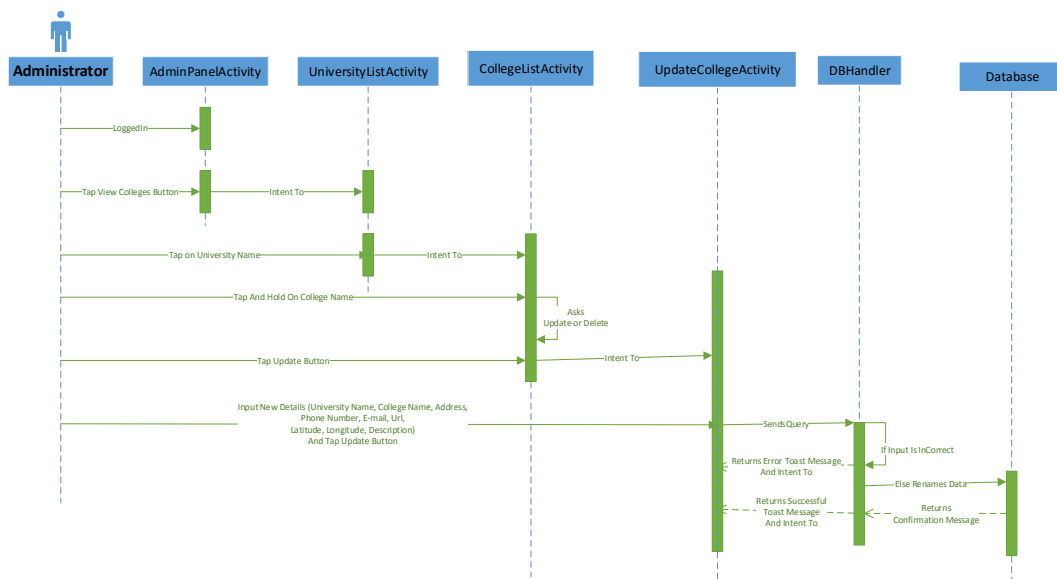 Administrator
AdminPanelActivity
UniversityListActivity
CollegeListActivity
UpdateCollegeActivity
DBHandler
Database
LoggedIn
Tap View Colleges Button
Intent To
Tap on University Name
Intent To
Tap And Hold On College Name
Asks
Update or Delete
Tap Update Button
Intent To
Input New Details (University Name, College Name, Address,
Phone Number, E-mail, Url,
Latitude, Longitude, Description)
And Tap Update Button
SendsQuery
If Input Is InCorrect
Returns Error Toast Message
And Intent To
Else Renames Data
Returns Successful
Toast Message
And Intent To
Returns
Confirmation Message